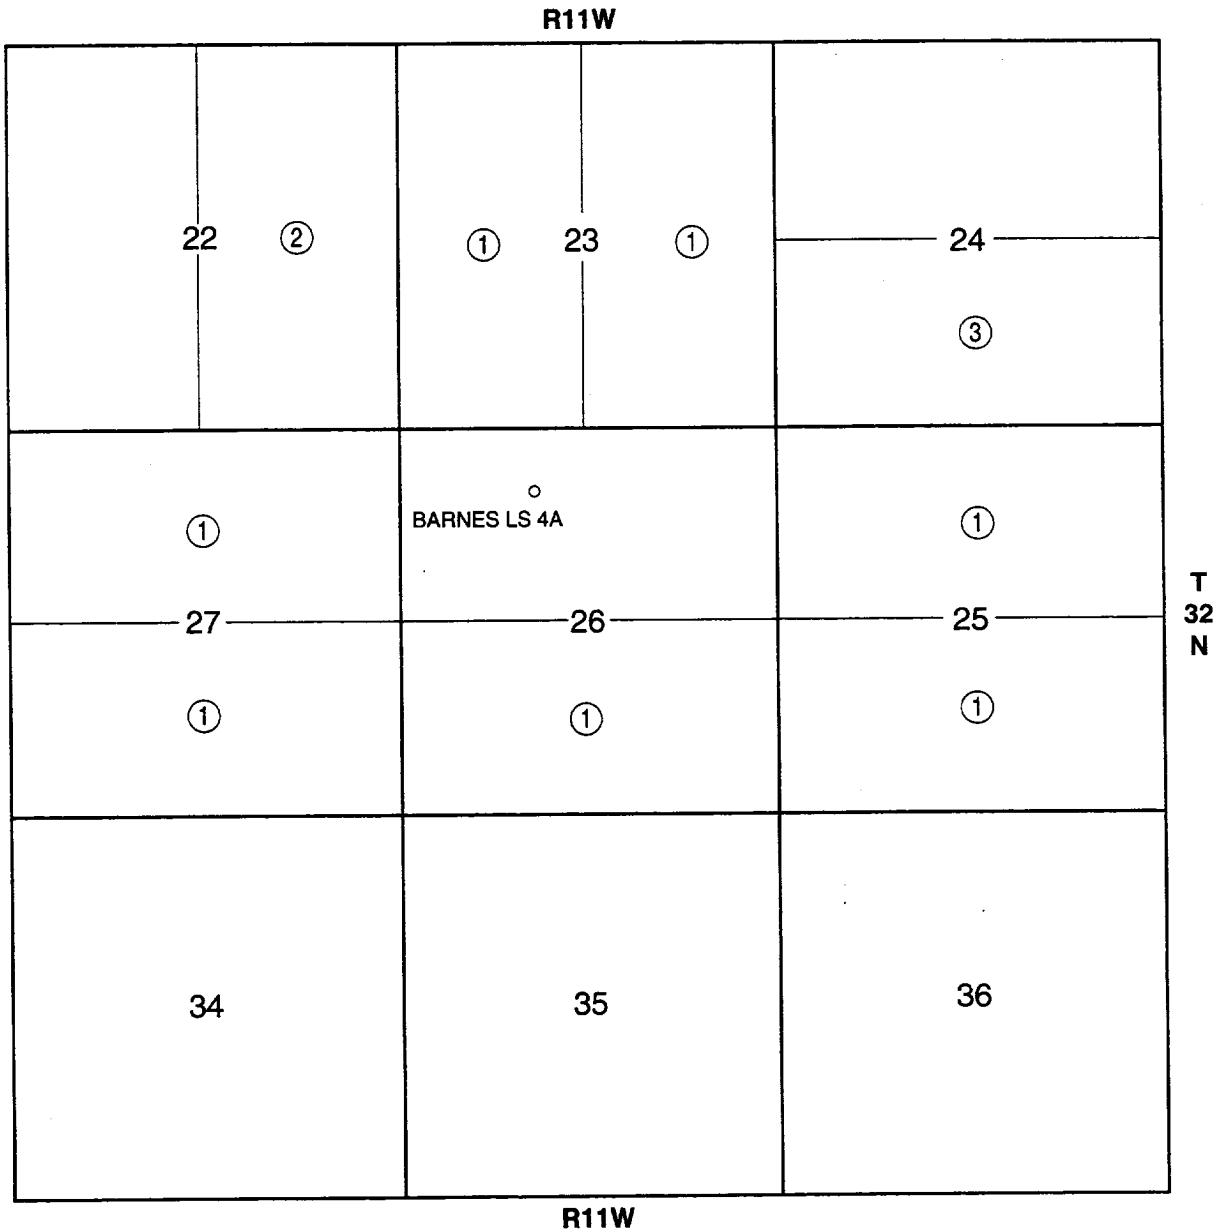 R11W
22 ② ① 23 ① 24
③
BARNES LS 4A
① ①
T
32
N
27 26 25
① ① ①
34 35 36
R11W